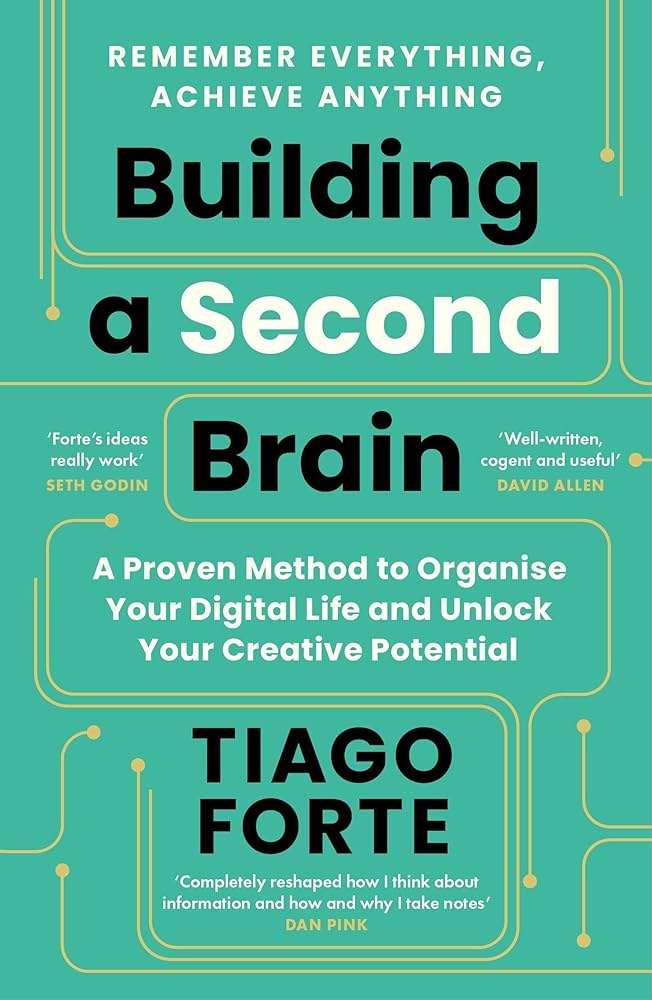 REMEMBER EVERYTHING,
ACHIEVE ANYTHING
Building
a Second
Brain
‘Forte’s ideas
really work’
SETH GODIN
‘Well-written,
cogent and useful’
DAVID ALLEN
A Proven Method to Organise
Your Digital Life and Unlock
Your Creative Potential
TIAGO
FORTE
‘Completely reshaped how I think about
information and how and why I take notes’
DAN PINK